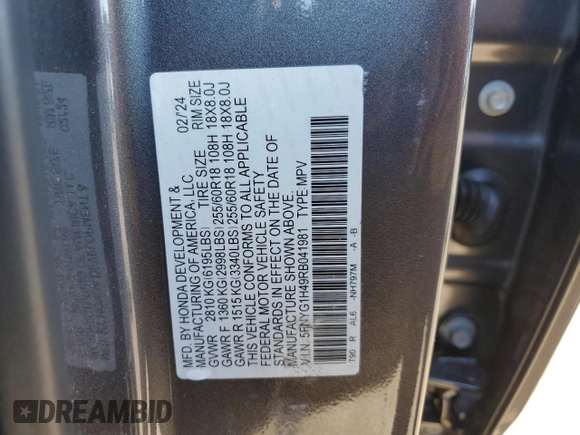 MFD. BY HONDA DEVELOPMENT & 02/24
MANUFACTURING OF AMERICA, LLC
TIRE SIZE RIM SIZE
GVWR 2810KG(6195LBS)
GAWR F 1360KG(2998LBS) 255/60R18 108H 18X8.0J
GAWR R 1515KG(3340LBS) 255/60R18 108H 18X8.0J
THIS VEHICLE CONFORMS TO ALL APPLICABLE
FEDERAL MOTOR VEHICLE SAFETY
STANDARDS IN EFFECT ON THE DATE OF
MANUFACTURE SHOWN ABOVE.
V.I.N. 5FNYG1H49RB041981 TYPE: MPV
T90 R AL6 -NH797M -A -B
DREAMBID